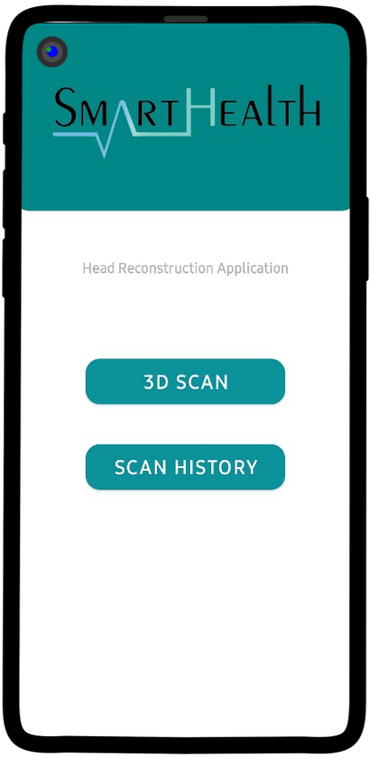 SMARTHEALTH
Head Reconstruction Application
3D SCAN
SCAN HISTORY